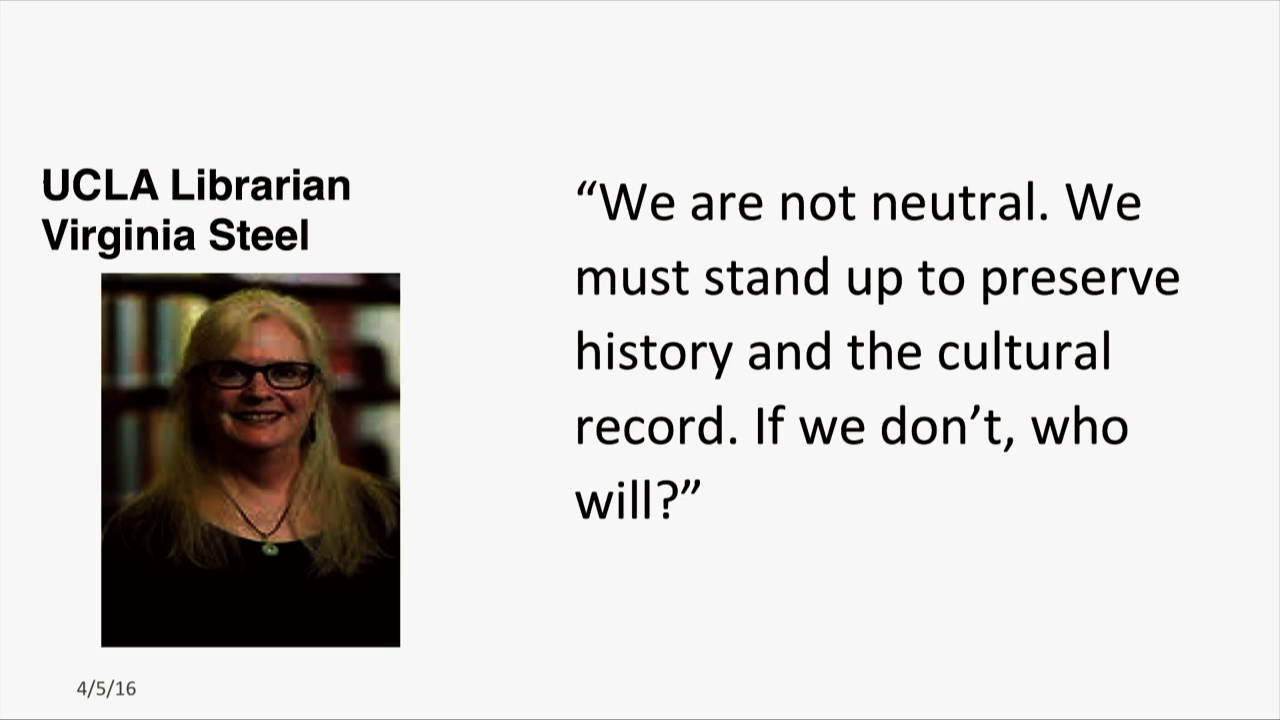 UCLA Librarian
Virginia Steel
“We are not neutral. We
must stand up to preserve
history and the cultural
record. If we don’t, who
will?”
4/5/16